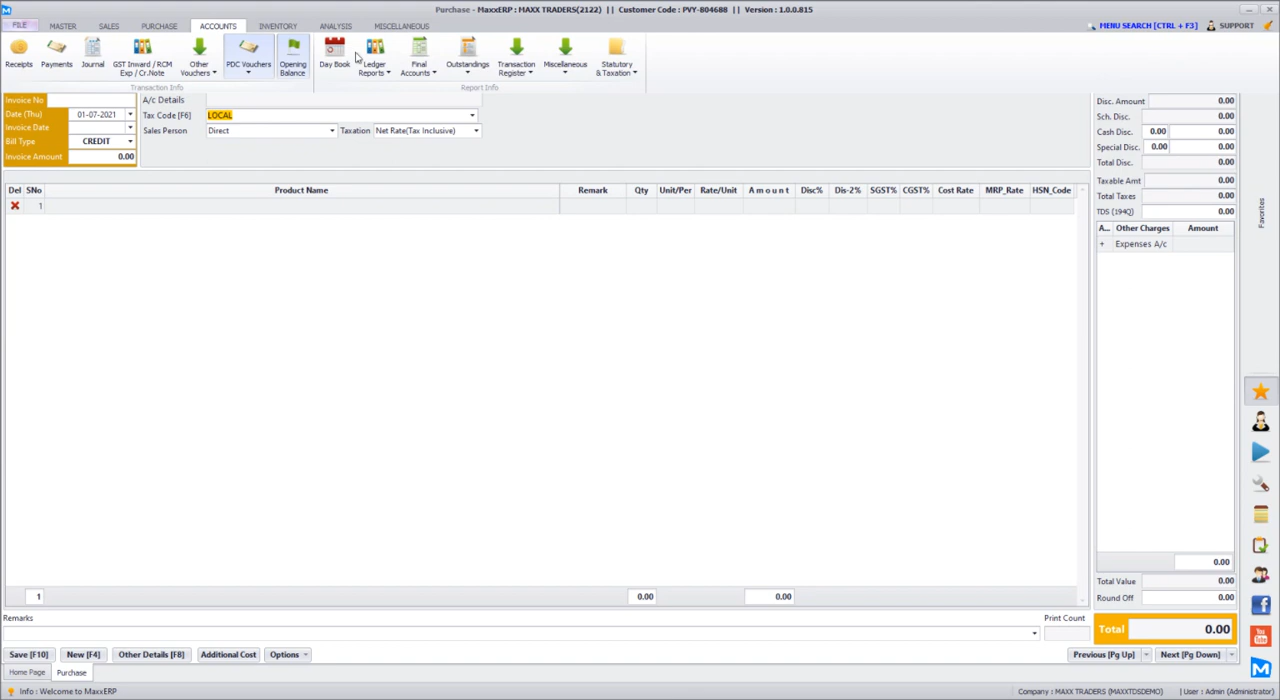 Purchase - MaxxERP : MAXX TRADERS(2122) || Customer Code : PVY-804688 || Version : 1.0.0.815
FILE MASTER SALES PURCHASE ACCOUNTS INVENTORY ANALYSIS MISCELLANEOUS MENU SEARCH [CTRL + F3] SUPPORT
Receipts Payments Journal GST Inward / RCM Exp / Cr.Note Other Vouchers PDC Vouchers Opening Balance Day Book Ledger Reports Final Accounts Outstandings Transaction Register Miscellaneous Statutory & Taxation
Transaction Info Report Info
Invoice No A/c Details Disc. Amount 0.00
Date (Thu) 01-07-2021 Tax Code [F6] LOCAL Sch. Disc. 0.00
Invoice Date Sales Person Direct Taxation Net Rate(Tax Inclusive) Cash Disc. 0.00 0.00
Bill Type CREDIT Special Disc. 0.00 0.00
Invoice Amount 0.00 Total Disc. 0.00
Taxable Amt 0.00
Del SNo Product Name Remark Qty Unit/Per Rate/Unit A m o u n t Disc% Dis-2% SGST% CGST% Cost Rate MRP_Rate HSN_Code Total Taxes 0.00
1 TDS (194Q) 0.00
A... Other Charges Amount
+ Expenses A/c
Favorites
0.00
Total Value 0.00
1 0.00 0.00 Round Off 0.00
Remarks Print Count
Total 0.00
Save [F10] New [F4] Other Details [F8] Additional Cost Options Previous [Pg Up] Next [Pg Down]
Home Page Purchase
Info : Welcome to MaxxERP Company : MAXX TRADERS (MAXXTDSDEMO) | User : Admin (Administrator)